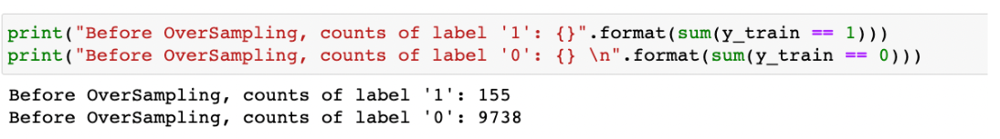 print("Before OverSampling, counts of label '1': {}".format(sum(y_train == 1)))
print("Before OverSampling, counts of label '0': {} \n".format(sum(y_train == 0)))
Before OverSampling, counts of label '1': 155
Before OverSampling, counts of label '0': 9738